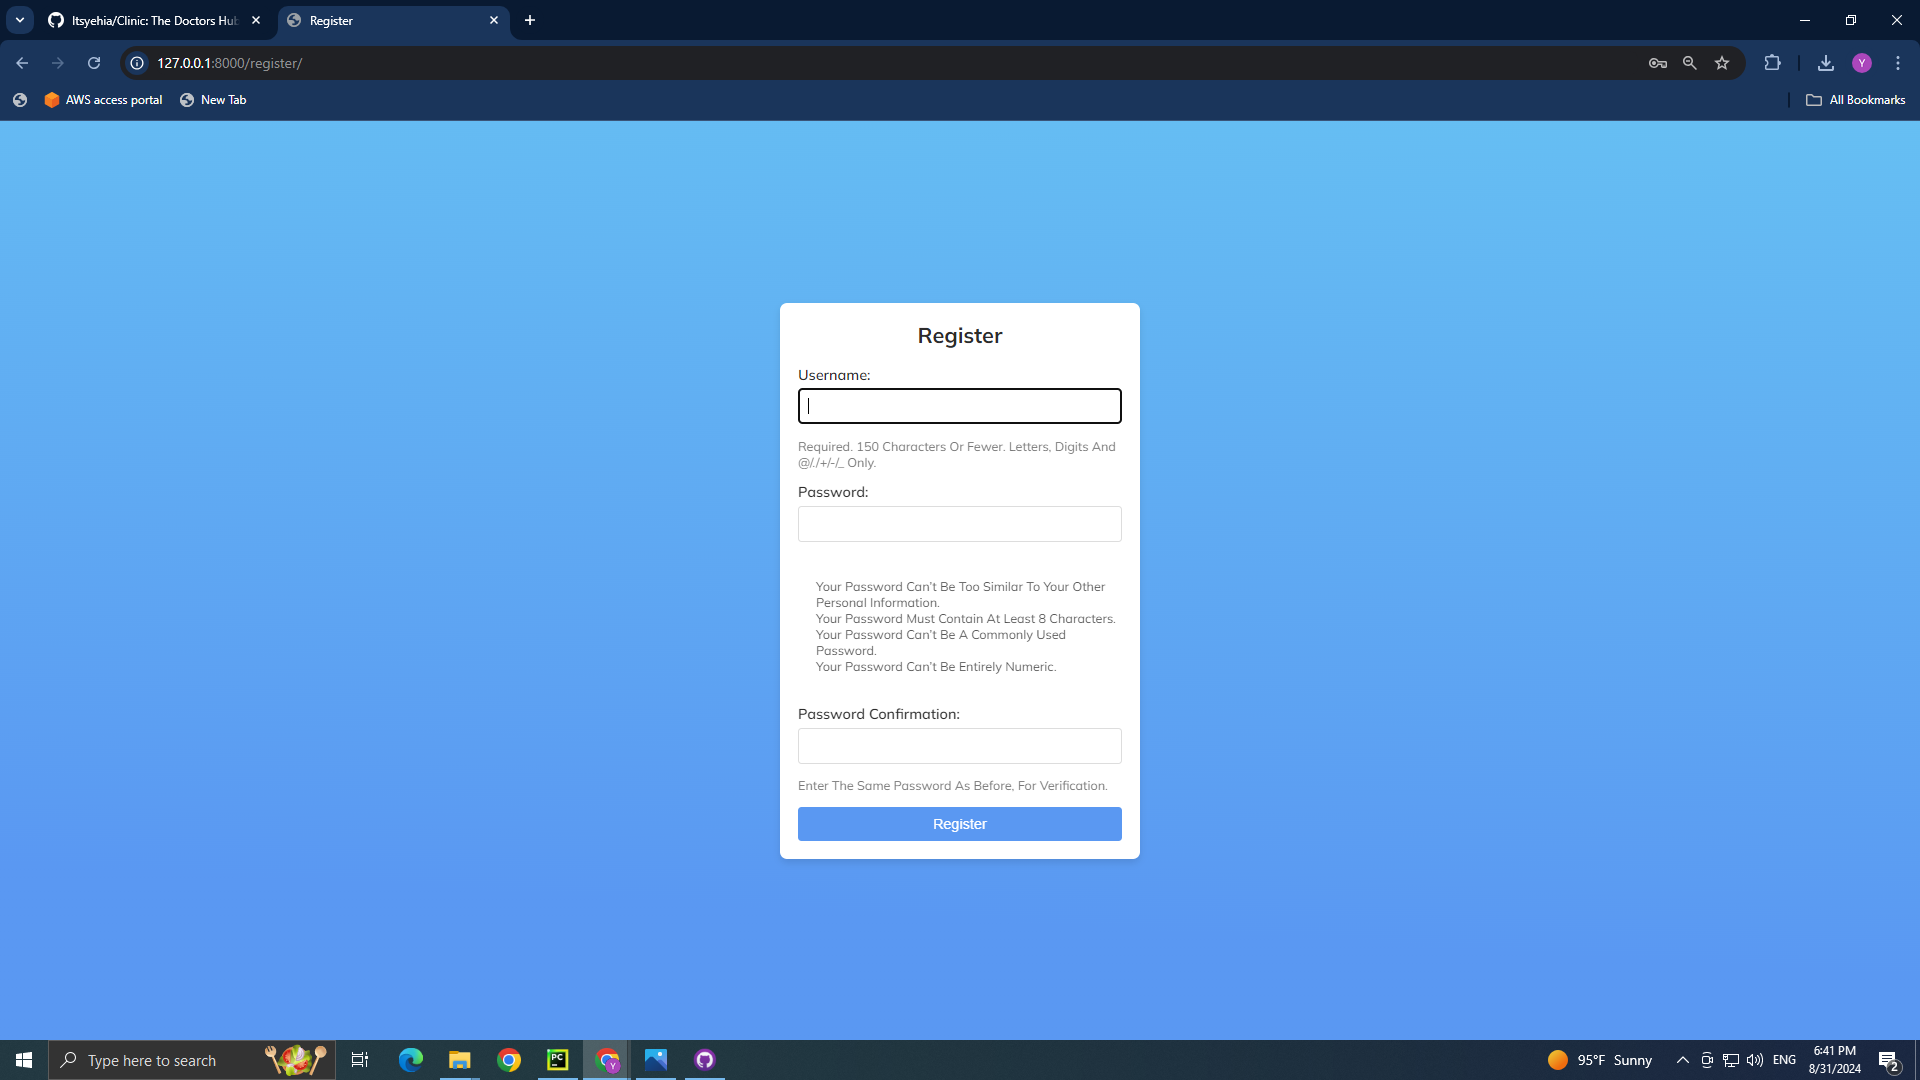 Itsyehia/Clinic: The Doctors Hub
Register
127.0.0.1:8000/register/
Y
AWS access portal
New Tab
All Bookmarks
Register
Username:
Required. 150 Characters Or Fewer. Letters, Digits And
@/./+/-/_ Only.
Password:
Your Password Can't Be Too Similar To Your Other
Personal Information.
Your Password Must Contain At Least 8 Characters.
Your Password Can't Be A Commonly Used
Password.
Your Password Can't Be Entirely Numeric.
Password Confirmation:
Enter The Same Password As Before, For Verification.
Register
Type here to search
PC
Y
95°F Sunny
ENG
6:41 PM
8/31/2024
2